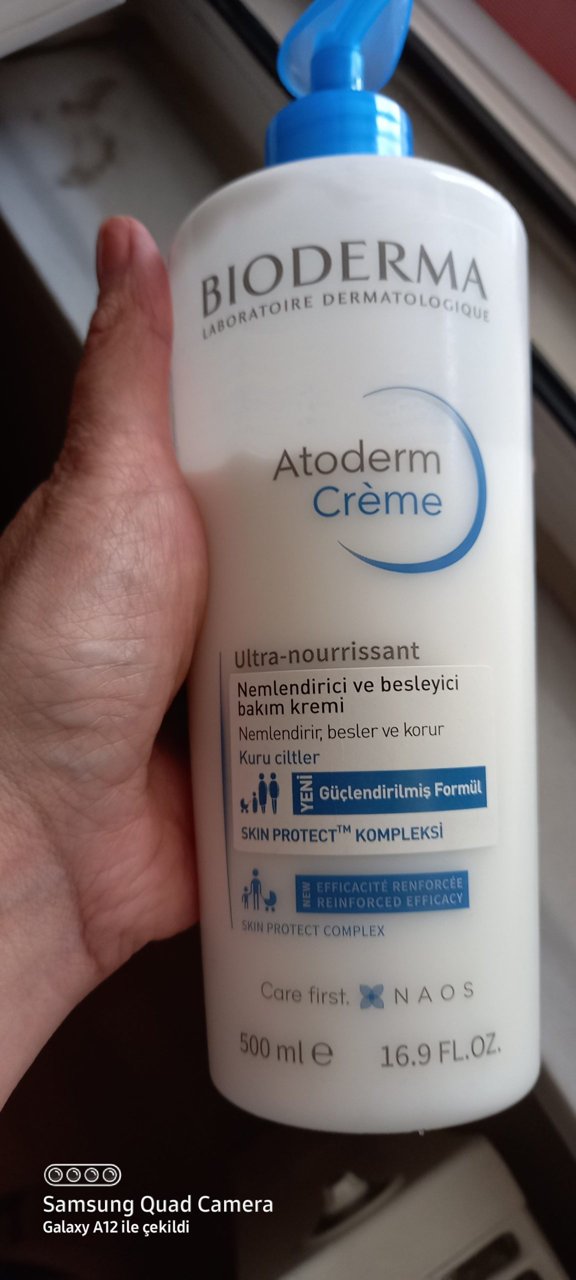 BIODERMA
LABORATOIRE DERMATOLOGIQUE
Atoderm
Crème
Ultra-nourrissant
Nemlendirici ve besleyici
bakım kremi
Nemlendirir, besler ve korur
Kuru ciltler
YENİ Güçlendirilmiş Formül
SKIN PROTECT™ KOMPLEKSİ
NEW EFFICACITÉ RENFORCÉE
REINFORCED EFFICACY
SKIN PROTECT COMPLEX
Care first. NAOS
500 ml ℮ 16.9 FL.OZ.
Samsung Quad Camera
Galaxy A12 ile çekildi